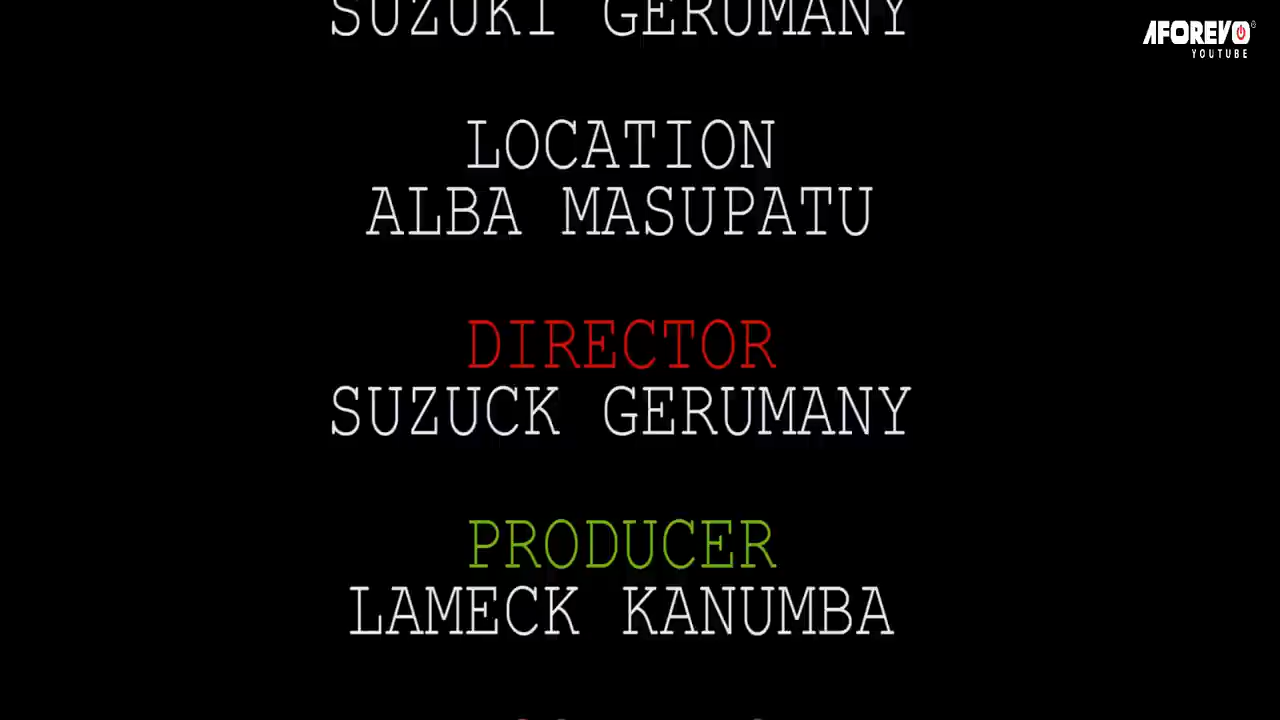 SUZUKI GERUMANY
AFOREVO
YOUTUBE
LOCATION
ALBA MASUPATU
DIRECTOR
SUZUCK GERUMANY
PRODUCER
LAMECK KANUMBA